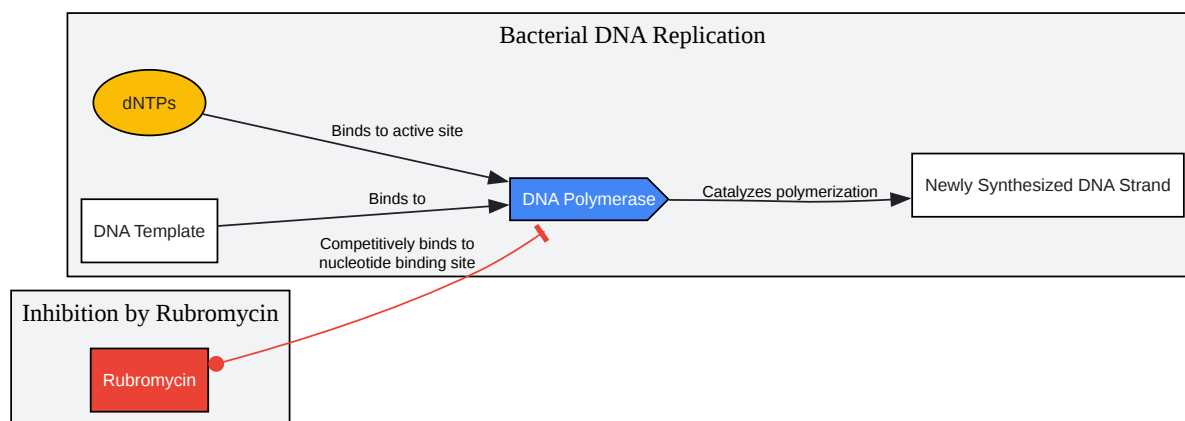 Bacterial DNA Replication
dNTPs
Binds to active site
DNA Polymerase
Catalyzes polymerization
Newly Synthesized DNA Strand
Binds to
DNA Template
Competitively binds to
nucleotide binding site
Inhibition by Rubromycin
Rubromycin